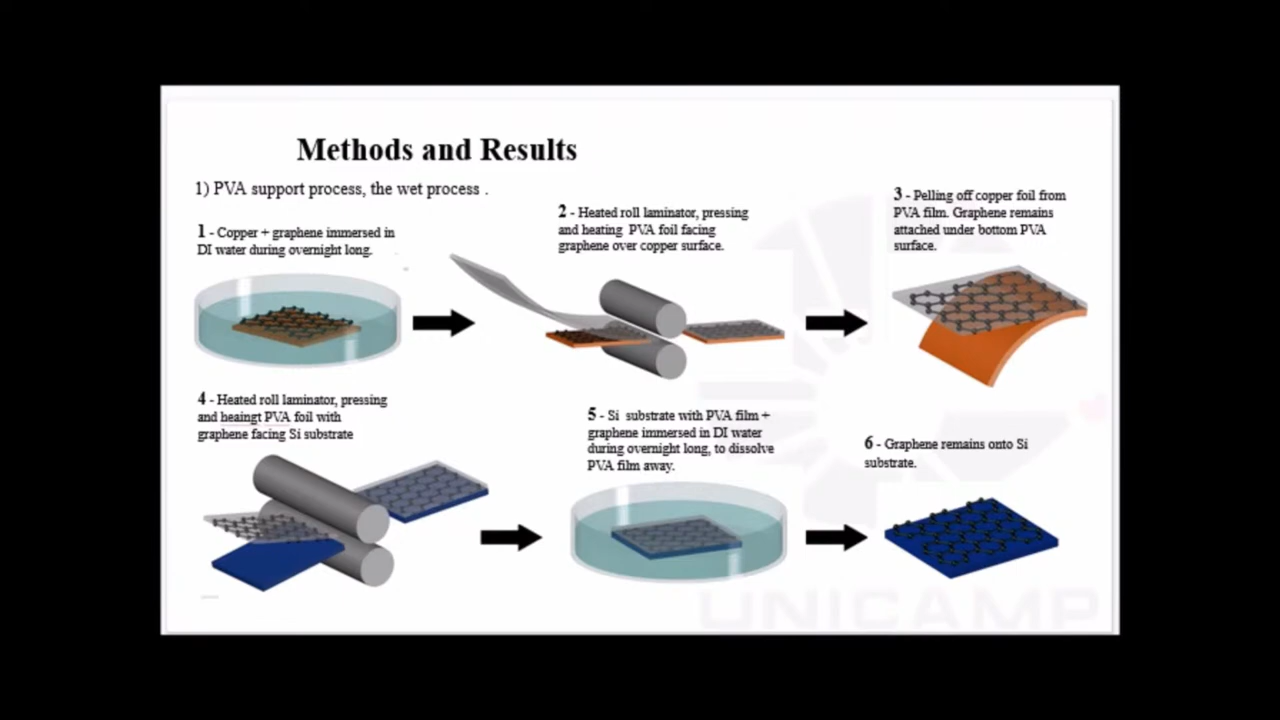 Methods and Results
1) PVA support process, the wet process .
1 - Copper + graphene immersed in
DI water during overnight long.
2 - Heated roll laminator, pressing
and heating PVA foil facing
graphene over copper surface.
3 - Pelling off copper foil from
PVA film. Graphene remains
attached under bottom PVA
surface.
4 - Heated roll laminator, pressing
and heaingt PVA foil with
graphene facing Si substrate
5 - Si substrate with PVA film +
graphene immersed in DI water
during overnight long, to dissolve
PVA film away.
6 - Graphene remains onto Si
substrate.
UNICAMP